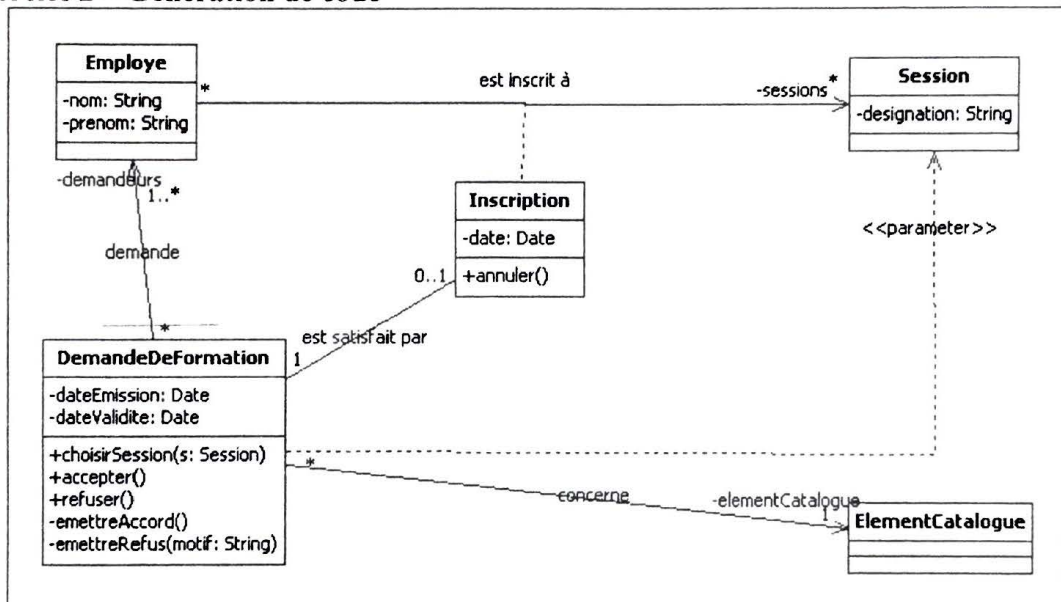 Employe
-nom: String
-prenom: String
*
est inscrit à
-sessions
*
Session
-designation: String
-demandeurs
1..*
demande
*
Inscription
-date: Date
+annuler()
<<parameter>>
0..1
est satisfait par
1
DemandeDeFormation
-dateEmission: Date
-dateValidite: Date
+choisirSession(s: Session)
+accepter()
+refuser()
-emettreAccord()
-emettreRefus(motif: String)
*
concerne
-elementCatalogue
1
ElementCatalogue